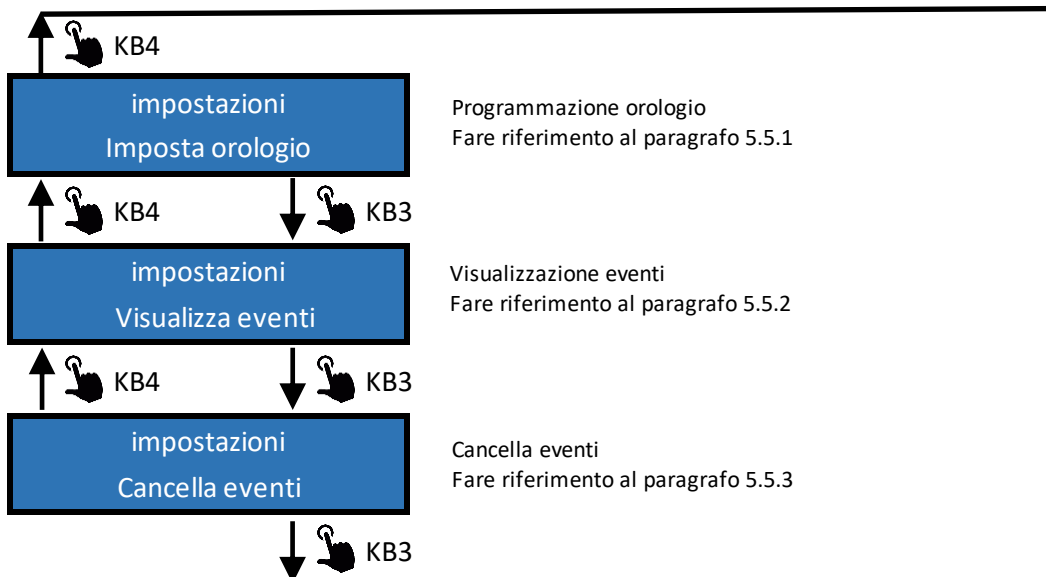 KB4
impostazioni
Imposta orologio
Programmazione orologio
Fare riferimento al paragrafo 5.5.1
KB4
KB3
impostazioni
Visualizza eventi
Visualizzazione eventi
Fare riferimento al paragrafo 5.5.2
KB4
KB3
impostazioni
Cancella eventi
Cancella eventi
Fare riferimento al paragrafo 5.5.3
KB3